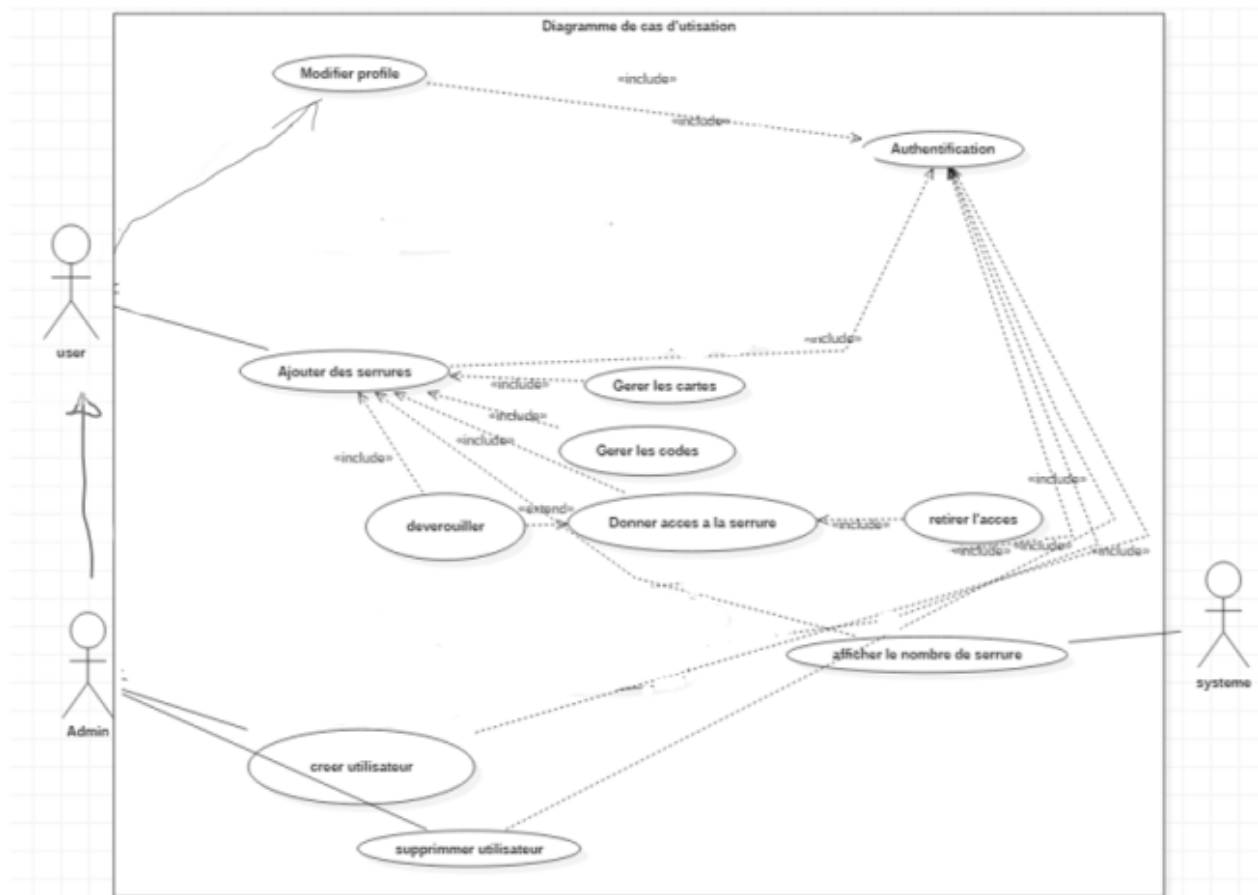 Diagramme de cas d'utisation
Modifier profile
«include»
«include»
Authentification
user
«include»
Ajouter des serrures
«include»
Gerer les cartes
«include»
«include»
Gerer les codes
«include»
«include»
deverouiller
«extend»
Donner acces a la serrure
«include»
retirer l'acces
«include»
«include»
«include»
afficher le nombre de serrure
systeme
Admin
creer utilisateur
supprimmer utilisateur